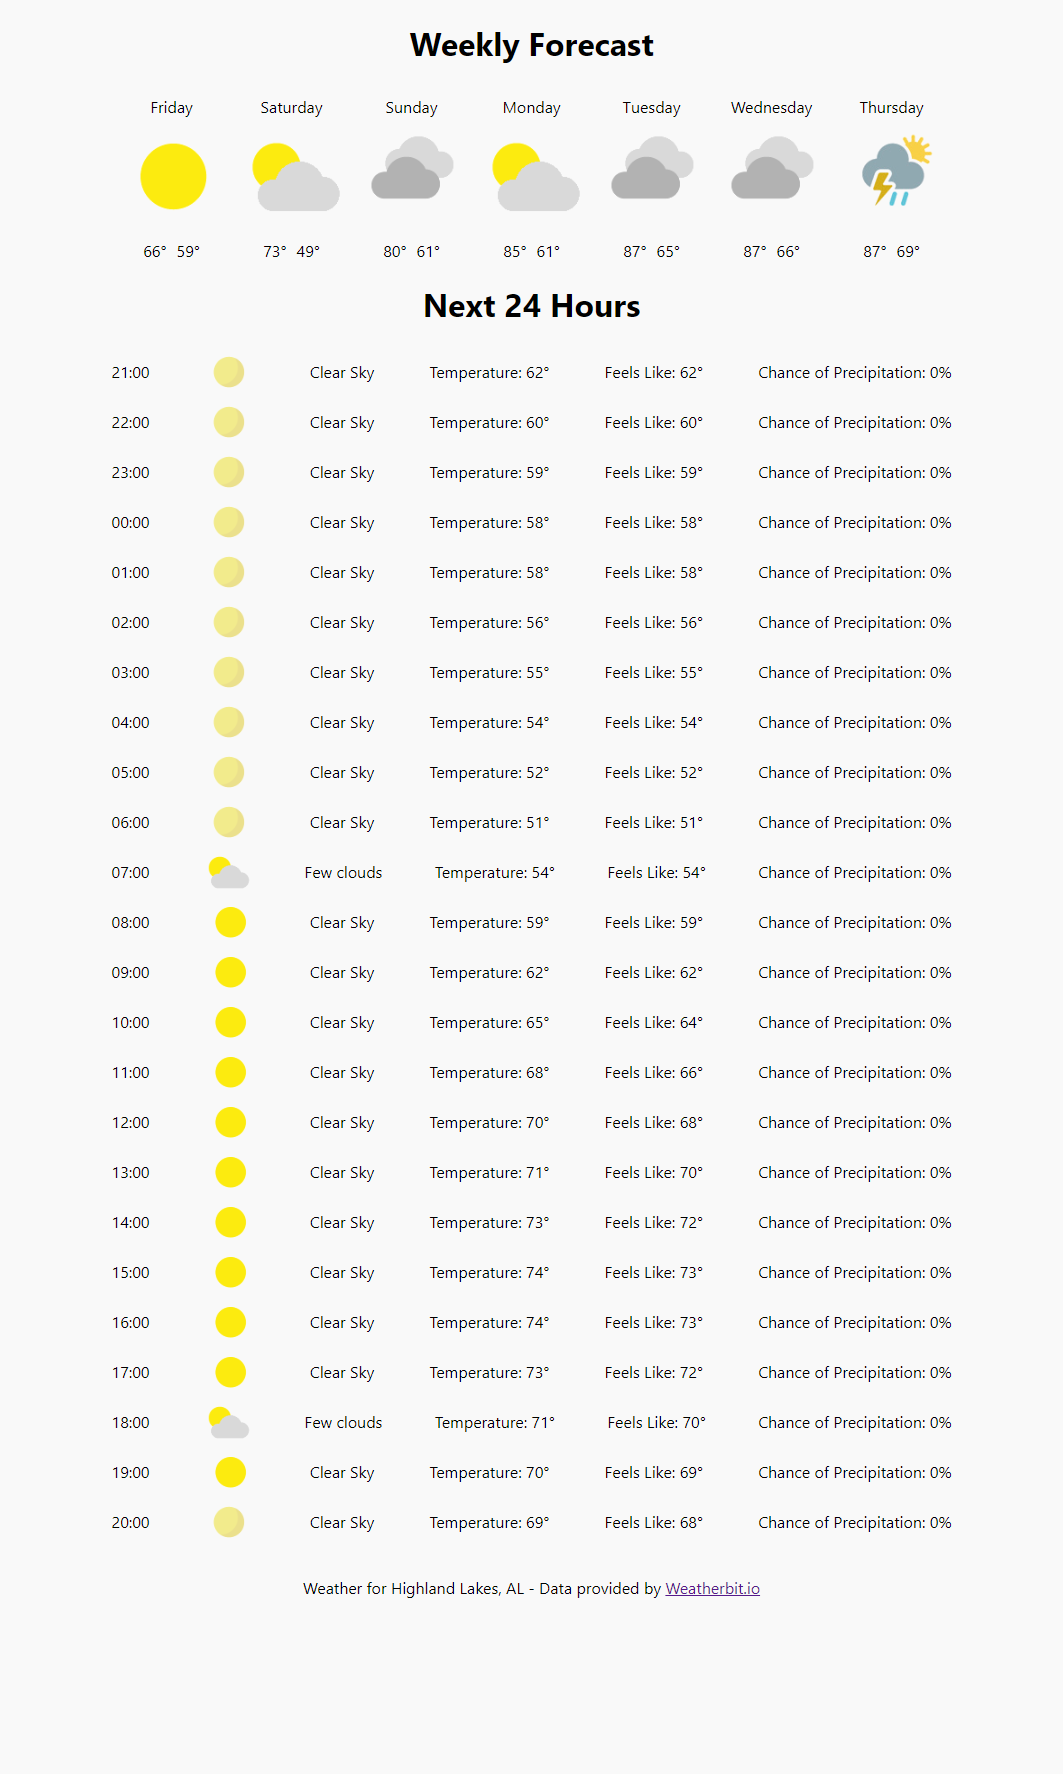 Weekly Forecast
Friday Saturday Sunday Monday Tuesday Wednesday Thursday
66° 59° 73° 49° 80° 61° 85° 61° 87° 65° 87° 66° 87° 69°
Next 24 Hours
21:00 Clear Sky Temperature: 62° Feels Like: 62° Chance of Precipitation: 0%
22:00 Clear Sky Temperature: 60° Feels Like: 60° Chance of Precipitation: 0%
23:00 Clear Sky Temperature: 59° Feels Like: 59° Chance of Precipitation: 0%
00:00 Clear Sky Temperature: 58° Feels Like: 58° Chance of Precipitation: 0%
01:00 Clear Sky Temperature: 58° Feels Like: 58° Chance of Precipitation: 0%
02:00 Clear Sky Temperature: 56° Feels Like: 56° Chance of Precipitation: 0%
03:00 Clear Sky Temperature: 55° Feels Like: 55° Chance of Precipitation: 0%
04:00 Clear Sky Temperature: 54° Feels Like: 54° Chance of Precipitation: 0%
05:00 Clear Sky Temperature: 52° Feels Like: 52° Chance of Precipitation: 0%
06:00 Clear Sky Temperature: 51° Feels Like: 51° Chance of Precipitation: 0%
07:00 Few clouds Temperature: 54° Feels Like: 54° Chance of Precipitation: 0%
08:00 Clear Sky Temperature: 59° Feels Like: 59° Chance of Precipitation: 0%
09:00 Clear Sky Temperature: 62° Feels Like: 62° Chance of Precipitation: 0%
10:00 Clear Sky Temperature: 65° Feels Like: 64° Chance of Precipitation: 0%
11:00 Clear Sky Temperature: 68° Feels Like: 66° Chance of Precipitation: 0%
12:00 Clear Sky Temperature: 70° Feels Like: 68° Chance of Precipitation: 0%
13:00 Clear Sky Temperature: 71° Feels Like: 70° Chance of Precipitation: 0%
14:00 Clear Sky Temperature: 73° Feels Like: 72° Chance of Precipitation: 0%
15:00 Clear Sky Temperature: 74° Feels Like: 73° Chance of Precipitation: 0%
16:00 Clear Sky Temperature: 74° Feels Like: 73° Chance of Precipitation: 0%
17:00 Clear Sky Temperature: 73° Feels Like: 72° Chance of Precipitation: 0%
18:00 Few clouds Temperature: 71° Feels Like: 70° Chance of Precipitation: 0%
19:00 Clear Sky Temperature: 70° Feels Like: 69° Chance of Precipitation: 0%
20:00 Clear Sky Temperature: 69° Feels Like: 68° Chance of Precipitation: 0%
Weather for Highland Lakes, AL - Data provided by Weatherbit.io